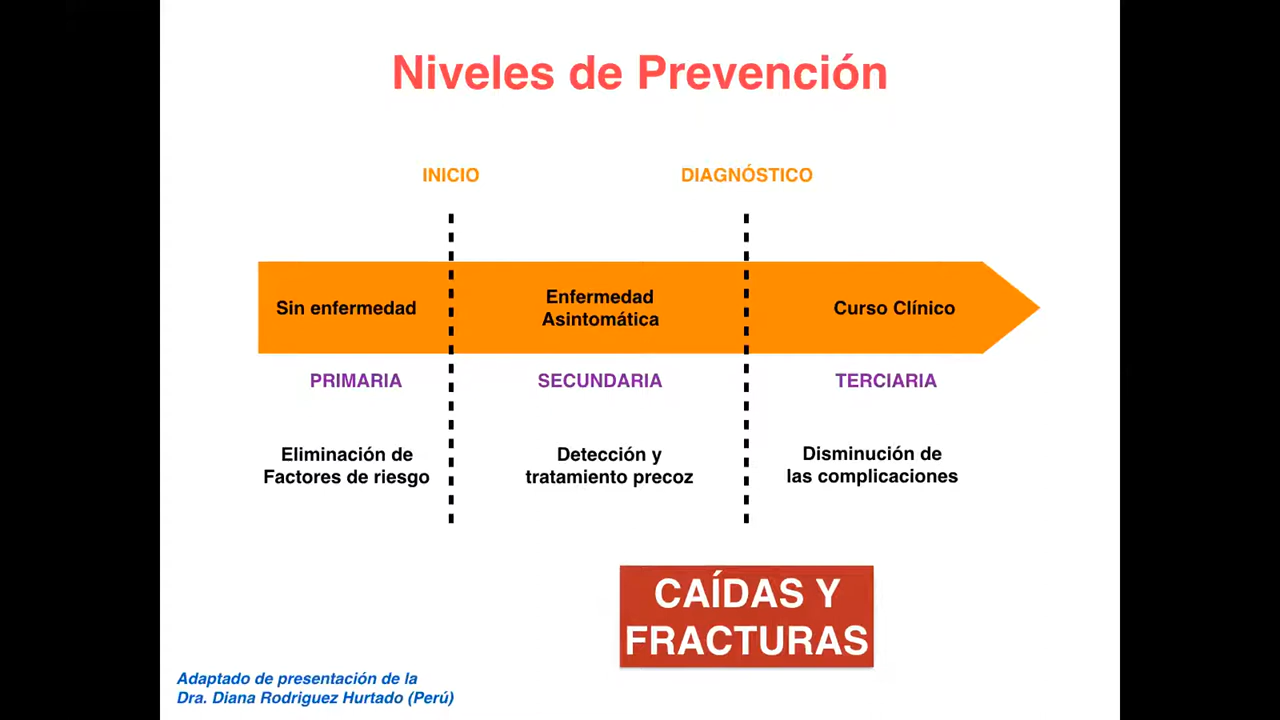 Niveles de Prevención
INICIO
DIAGNÓSTICO
Sin enfermedad
Enfermedad
Asintomática
Curso Clínico
PRIMARIA
SECUNDARIA
TERCIARIA
Eliminación de
Factores de riesgo
Detección y
tratamiento precoz
Disminución de
las complicaciones
CAÍDAS Y
FRACTURAS
Adaptado de presentación de la
Dra. Diana Rodriguez Hurtado (Perú)